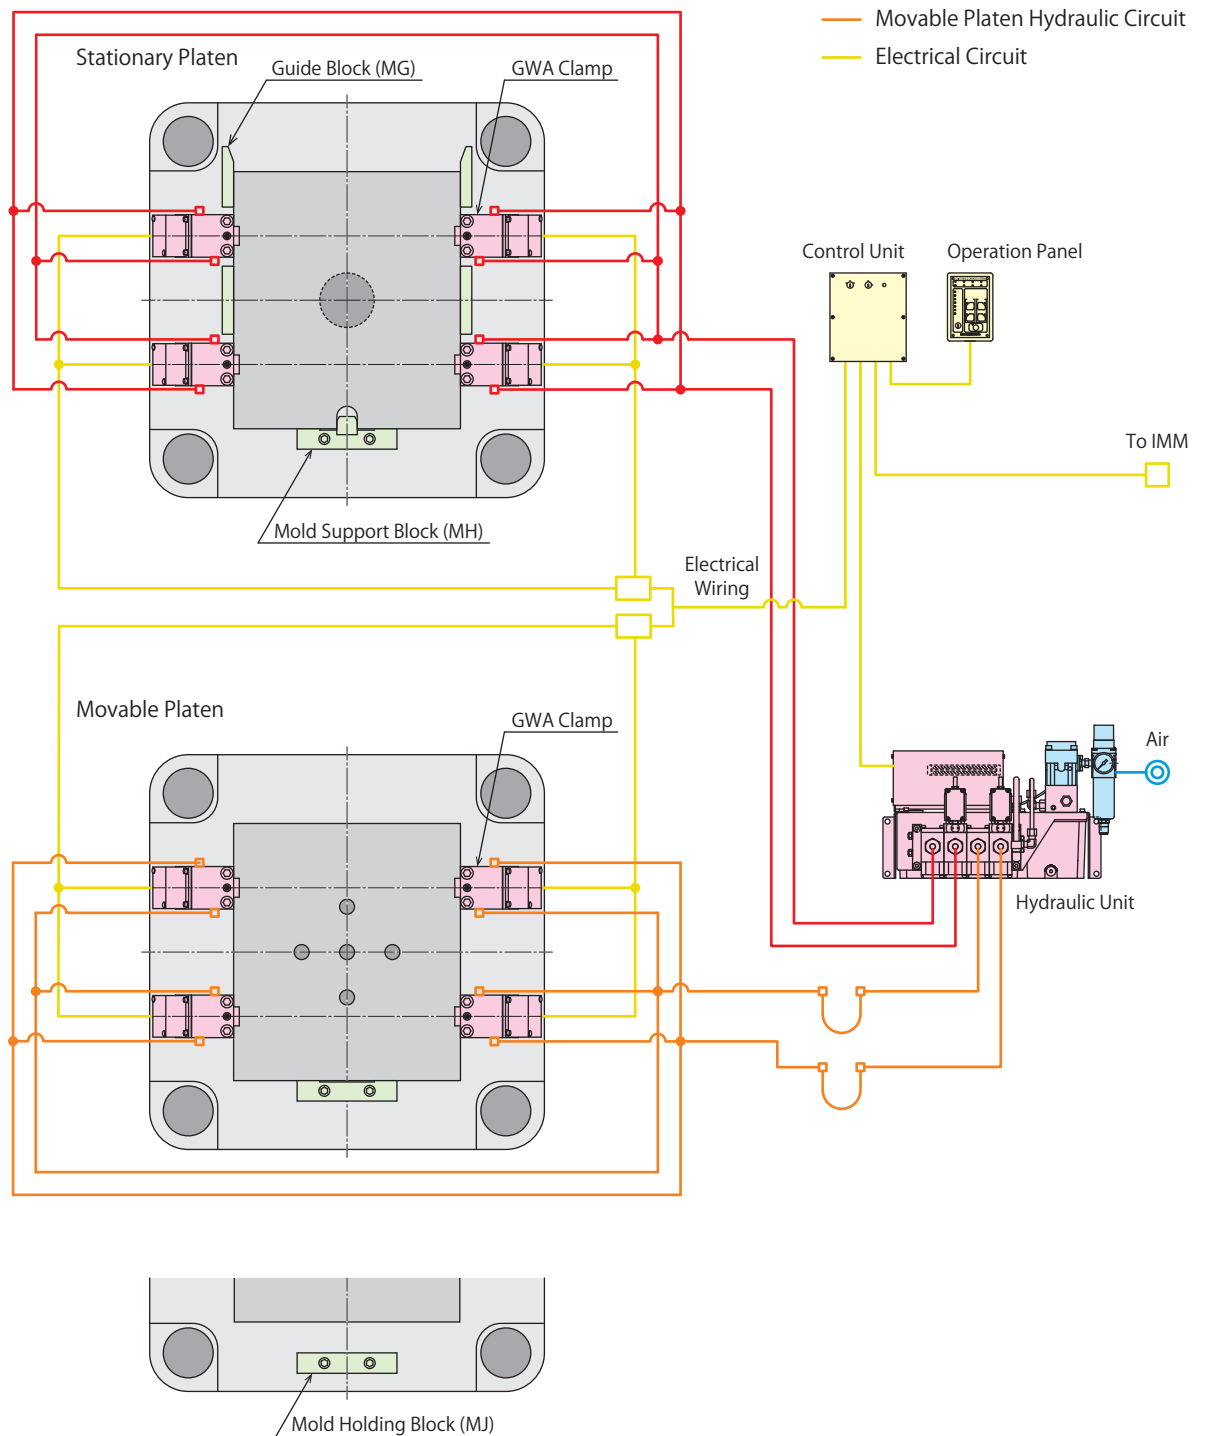 Movable Platen Hydraulic Circuit
Electrical Circuit
Stationary Platen
Guide Block (MG)
GWA Clamp
Control Unit
Operation Panel
To IMM
Mold Support Block (MH)
Electrical
Wiring
Movable Platen
GWA Clamp
Air
Hydraulic Unit
Mold Holding Block (MJ)